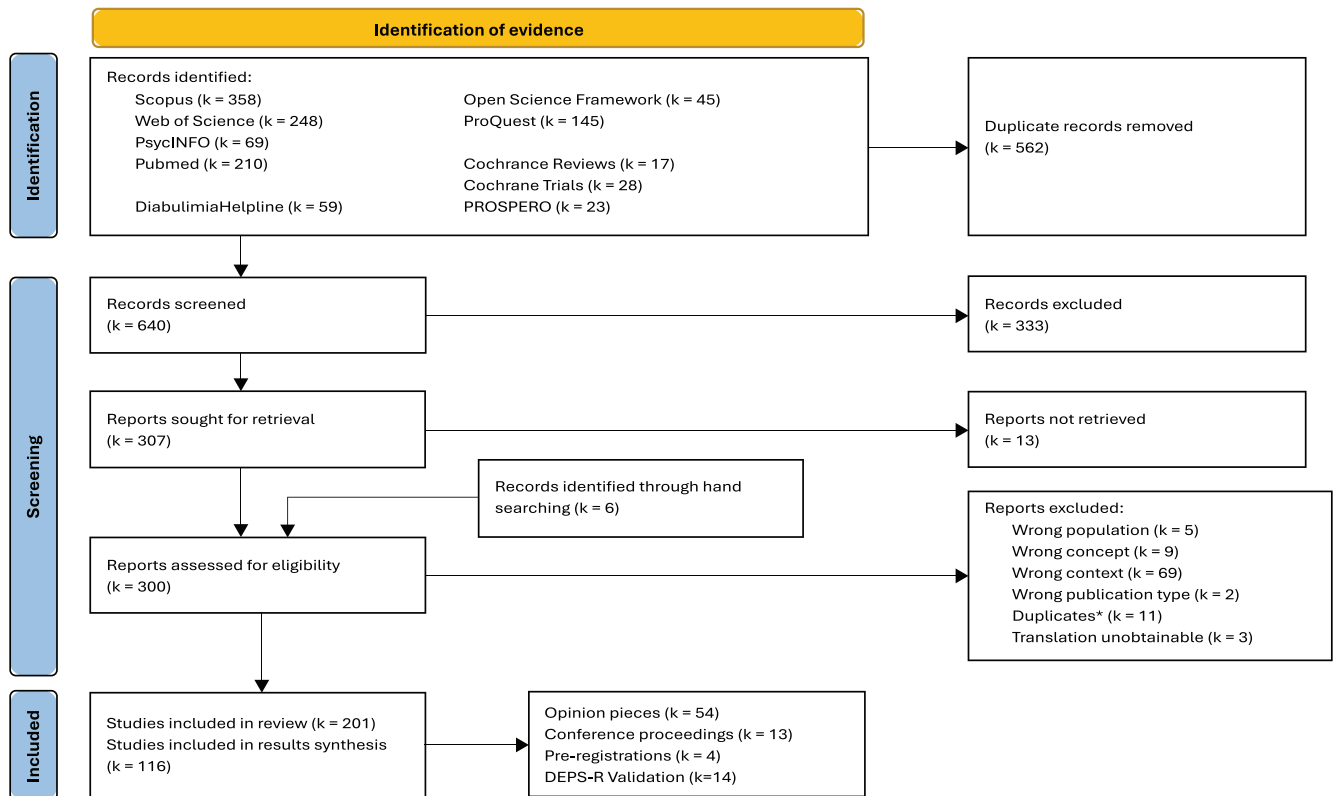 Identification of evidence
Identification
Records identified:
Scopus (k = 358)
Web of Science (k = 248)
PsycINFO (k = 69)
Pubmed (k = 210)
DiabulimiaHelpline (k = 59)
Open Science Framework (k = 45)
ProQuest (k = 145)
Cochrance Reviews (k = 17)
Cochrane Trials (k = 28)
PROSPERO (k = 23)
Duplicate records removed
(k = 562)
Screening
Records screened
(k = 640)
Records excluded
(k = 333)
Reports sought for retrieval
(k = 307)
Reports not retrieved
(k = 13)
Records identified through hand
searching (k = 6)
Reports assessed for eligibility
(k = 300)
Reports excluded:
Wrong population (k = 5)
Wrong concept (k = 9)
Wrong context (k = 69)
Wrong publication type (k = 2)
Duplicates* (k = 11)
Translation unobtainable (k = 3)
Included
Studies included in review (k = 201)
Studies included in results synthesis
(k = 116)
Opinion pieces (k = 54)
Conference proceedings (k = 13)
Pre-registrations (k = 4)
DEPS-R Validation (k=14)